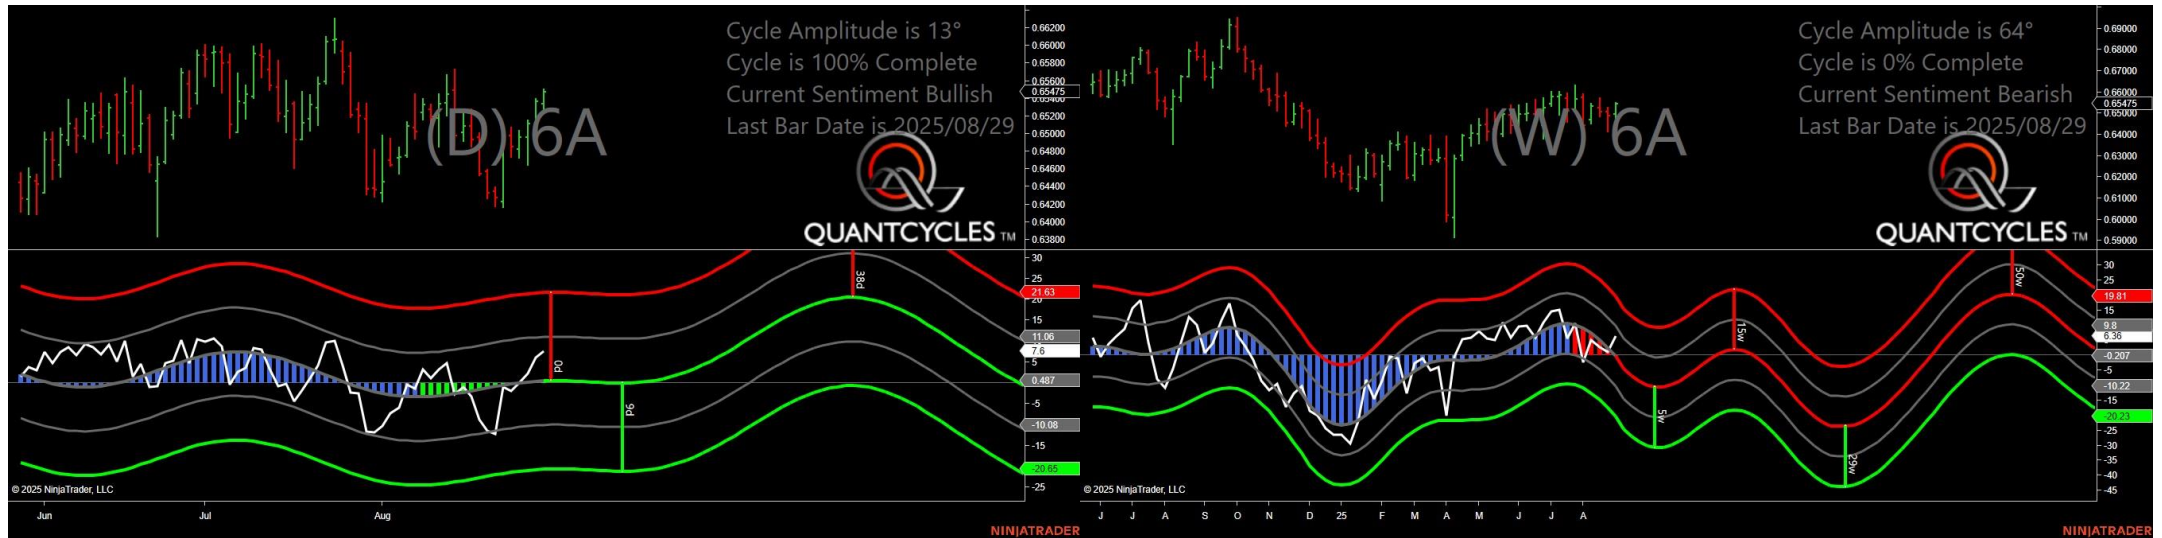 Cycle Amplitude is 13°
Cycle is 100% Complete
Current Sentiment Bullish
Last Bar Date is 2025/08/29
(D) 6A
QUANTCYCLES TM
0.66200
0.66000
0.65800
0.65600
0.65475
0.65400
0.65200
0.65000
0.64800
0.64600
0.64400
0.64200
0.64000
0.63800
38d
0d
9d
30
25
21.63
20
15
11.06
7.6
5
0.487
-5
-10.08
-15
-20.65
-25
© 2025 NinjaTrader, LLC
Jun Jul Aug
NINJATRADER
Cycle Amplitude is 64°
Cycle is 0% Complete
Current Sentiment Bearish
Last Bar Date is 2025/08/29
(W) 6A
QUANTCYCLES TM
0.69000
0.68000
0.67000
0.66000
0.65475
0.64000
0.63000
0.62000
0.61000
0.60000
0.59000
50w
15w
5w
29w
30
25
19.81
15
9.8
6.36
-0.207
-5
-10.22
-15
-20.23
-25
-30
-35
-40
-45
© 2025 NinjaTrader, LLC
J J A S O N D 25 F M A M J J A
NINJATRADER